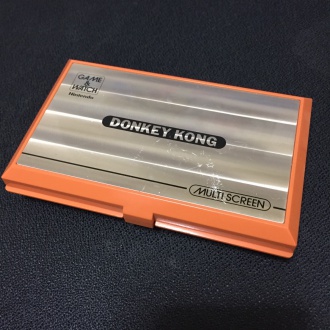 GAME
&
WATCH
Nintendo
DONKEY KONG
MULTI SCREEN